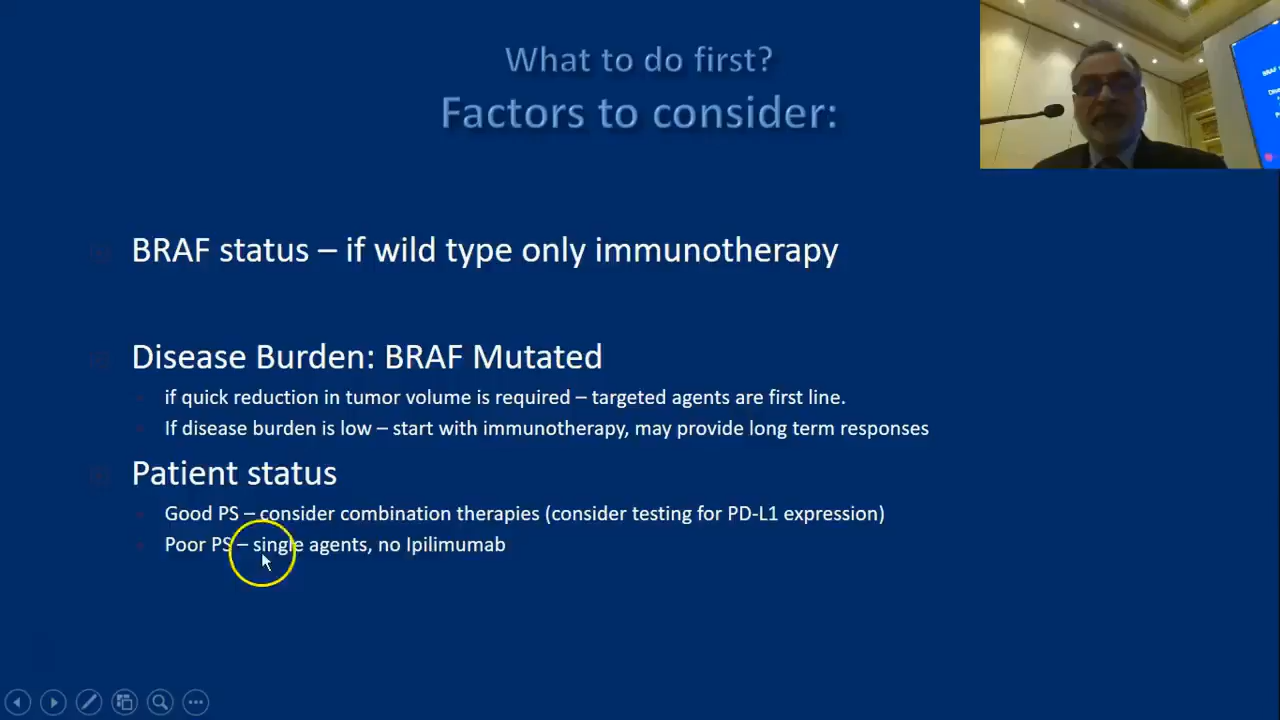 What to do first?
Factors to consider:
BRAF status – if wild type only immunotherapy
Disease Burden: BRAF Mutated
if quick reduction in tumor volume is required – targeted agents are first line.
If disease burden is low – start with immunotherapy, may provide long term responses
Patient status
Good PS – consider combination therapies (consider testing for PD-L1 expression)
Poor PS – single agents, no Ipilimumab